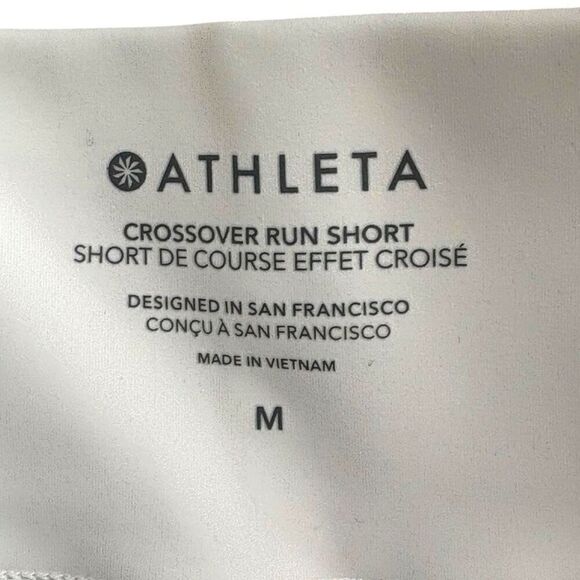 ATHLETA
CROSSOVER RUN SHORT
SHORT DE COURSE EFFET CROISÉ
DESIGNED IN SAN FRANCISCO
CONÇU À SAN FRANCISCO
MADE IN VIETNAM
M